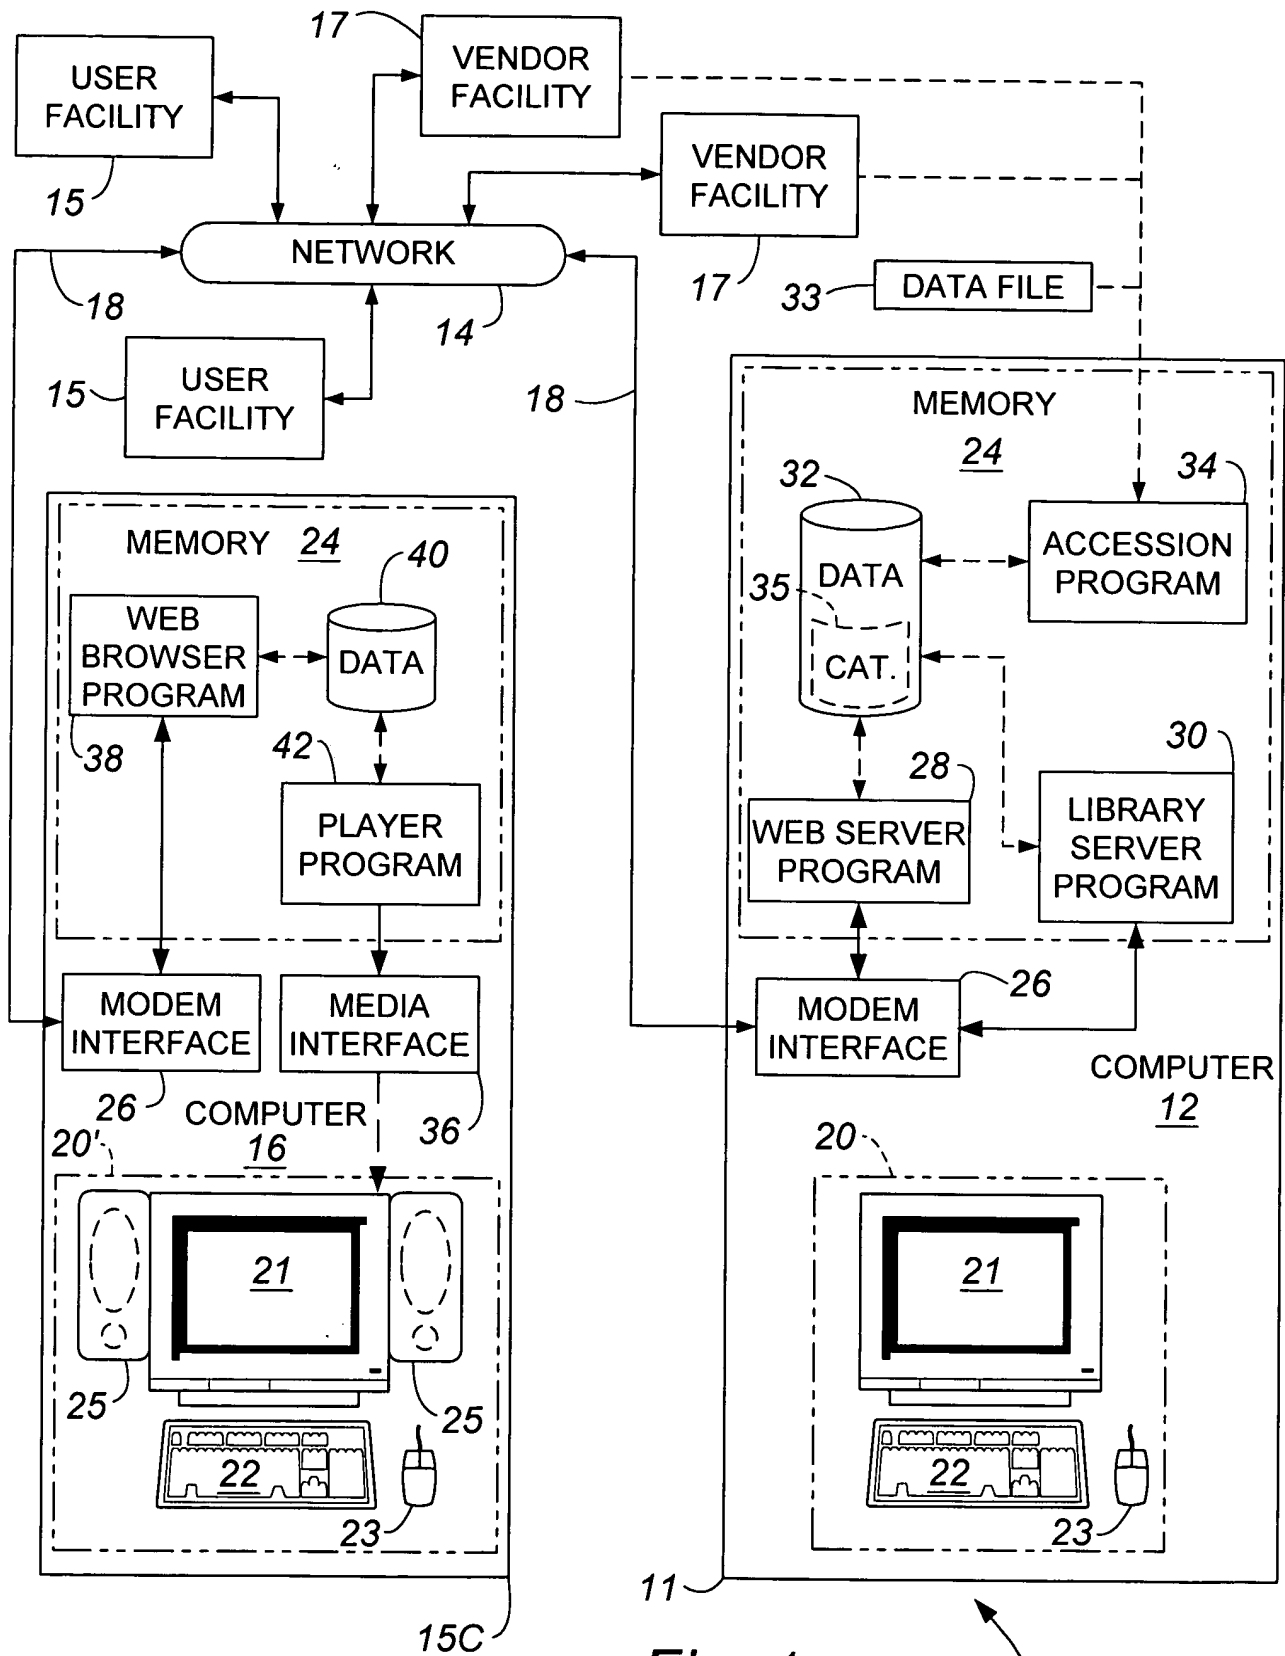 17
USER
FACILITY
15
VENDOR
FACILITY
VENDOR
FACILITY
17
NETWORK
14
18
33
DATA FILE
15
USER
FACILITY
18
MEMORY
24
32
34
DATA
35
CAT.
ACCESSION
PROGRAM
28
WEB SERVER
PROGRAM
30
LIBRARY
SERVER
PROGRAM
MODEM
INTERFACE
26
COMPUTER
12
20
21
22
23
11
MEMORY 24
40
WEB
BROWSER
PROGRAM
38
DATA
42
PLAYER
PROGRAM
MODEM
INTERFACE
26
MEDIA
INTERFACE
36
COMPUTER
16
20'
21
25
25
22
23
15C